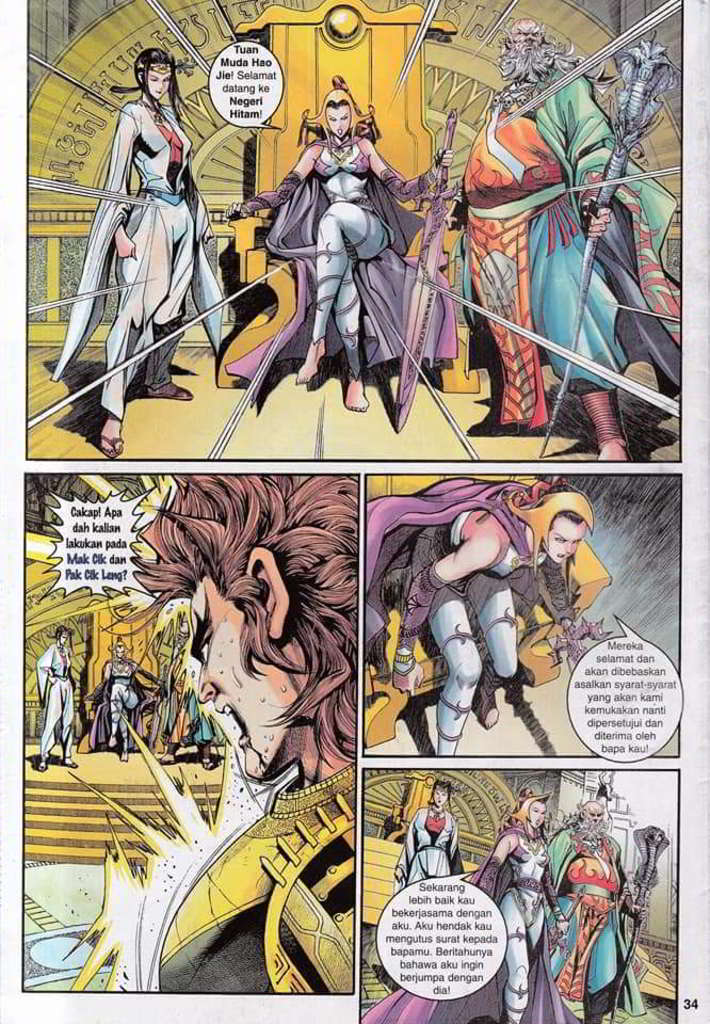 Tuan
Muda Hao
Jie! Selamat
datang ke
Negeri
Hitam!
Cakap! Apa
dah kalian
lakukan pada
Mak Cik dan
Pak Cik Leng?
Mereka
selamat dan
akan dibebaskan
asalkan syarat-syarat
yang akan kami
kemukakan nanti
dipersetujui dan
diterima oleh
bapa kau!
Sekarang
lebih baik kau
bekerjasama dengan
aku. Aku hendak kau
mengutus surat kepada
bapamu. Beritahunya
bahawa aku ingin
berjumpa dengan
dia!
34